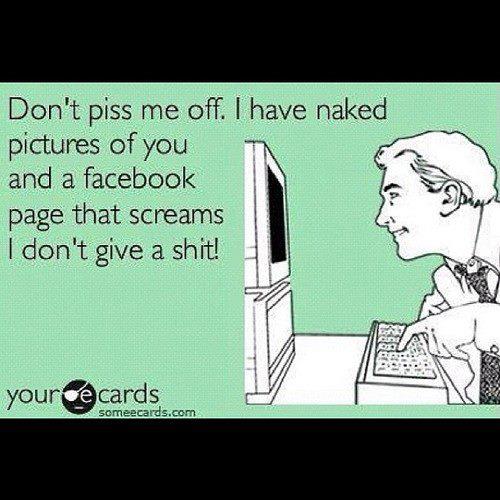 Don't piss me off. I have naked
pictures of you
and a facebook
page that screams
I don't give a shit!
your e cards
someecards.com